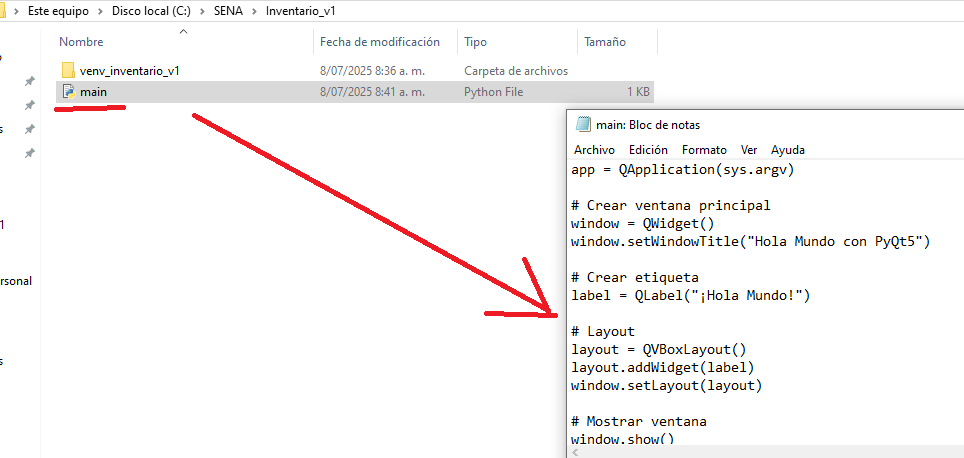 Este equipo > Disco local (C:) > SENA > Inventario_v1
Nombre Fecha de modificación Tipo Tamaño
venv_inventario_v1 8/07/2025 8:36 a. m. Carpeta de archivos
main 8/07/2025 8:41 a. m. Python File 1 KB
s
1
rsonal
s
main: Bloc de notas
Archivo Edición Formato Ver Ayuda
app = QApplication(sys.argv)
# Crear ventana principal
window = QWidget()
window.setWindowTitle("Hola Mundo con PyQt5")
# Crear etiqueta
label = QLabel("¡Hola Mundo!")
# Layout
layout = QVBoxLayout()
layout.addWidget(label)
window.setLayout(layout)
# Mostrar ventana
window.show()